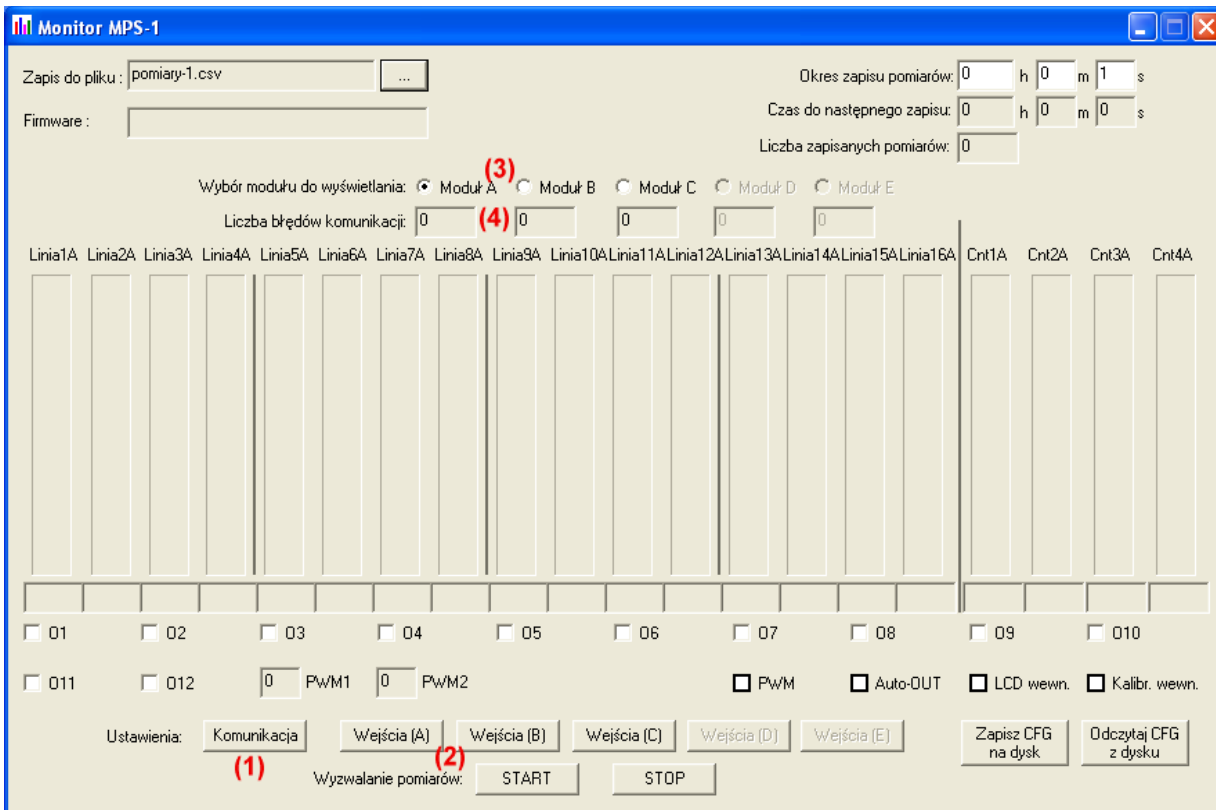 Monitor MPS-1
Zapis do pliku : pomiary-1.csv ... Okres zapisu pomiarów: 0 h 0 m 1 s
Czas do następnego zapisu: 0 h 0 m 0 s
Firmware :
Liczba zapisanych pomiarów: 0
(3)
Wybór modułu do wyświetlania: Moduł A Moduł B Moduł C Moduł D Moduł E
Liczba błędów komunikacji: 0 (4) 0 0 0 0
Linia1A Linia2A Linia3A Linia4A Linia5A Linia6A Linia7A Linia8A Linia9A Linia10A Linia11A Linia12A Linia13A Linia14A Linia15A Linia16A Cnt1A Cnt2A Cnt3A Cnt4A
O1 O2 O3 O4 O5 O6 O7 O8 O9 O10
O11 O12 0 PWM1 0 PWM2 PWM Auto-OUT LCD wewn. Kalibr. wewn.
Ustawienia: Komunikacja Wejścia (A) Wejścia (B) Wejścia (C) Wejścia (D) Wejścia (E) Zapisz CFG na dysk Odczytaj CFG z dysku
(1) (2)
Wyzwalanie pomiarów: START STOP